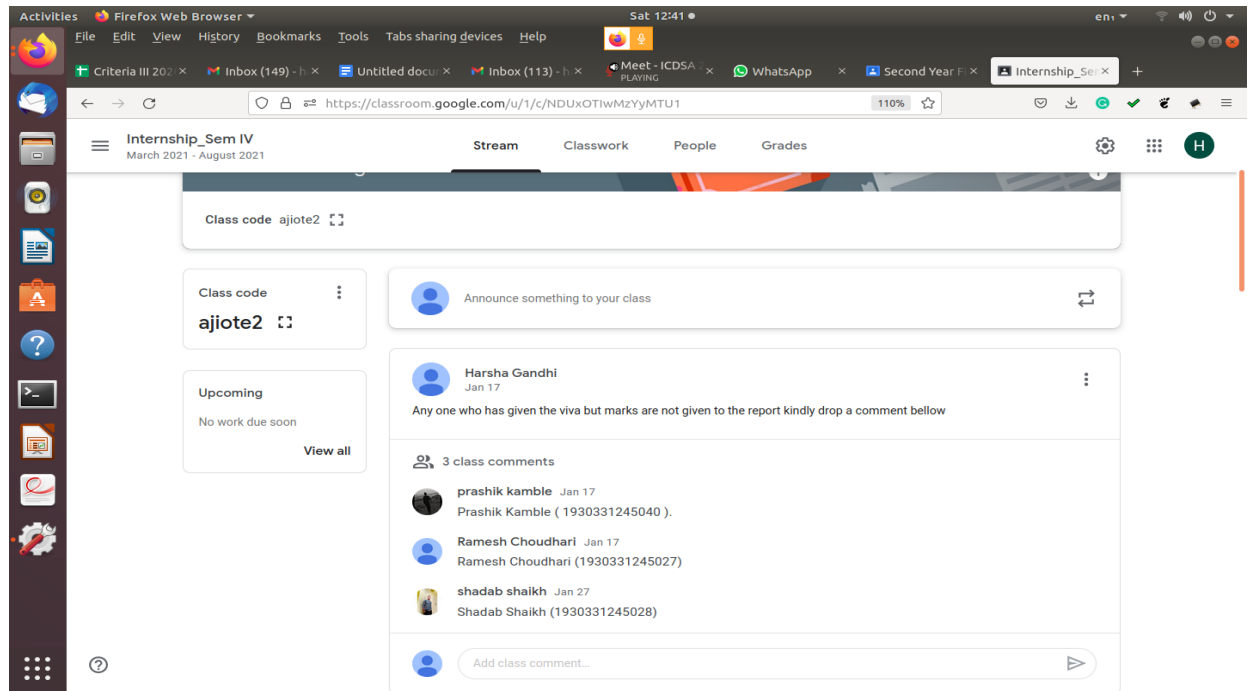 Activities Firefox Web Browser Sat 12:41 en₁
File Edit View History Bookmarks Tools Tabs sharing devices Help
Criteria III 202 Inbox (149) - h. Untitled docur Inbox (113) - h. Meet - ICDSA WhatsApp Second Year Fi Internship_Sem
PLAYING
https://classroom.google.com/u/1/c/NDUxOTIwMzYyMTU1 110%
Internship_Sem IV
March 2021 - August 2021
Stream Classwork People Grades
H
Class code ajiote2
Class code
ajiote2
Announce something to your class
Upcoming
No work due soon
View all
Harsha Gandhi
Jan 17
Any one who has given the viva but marks are not given to the report kindly drop a comment bellow
3 class comments
prashik kamble Jan 17
Prashik Kamble ( 1930331245040 ).
Ramesh Choudhari Jan 17
Ramesh Choudhari (1930331245027)
shadab shaikh Jan 27
Shadab Shaikh (1930331245028)
Add class comment...